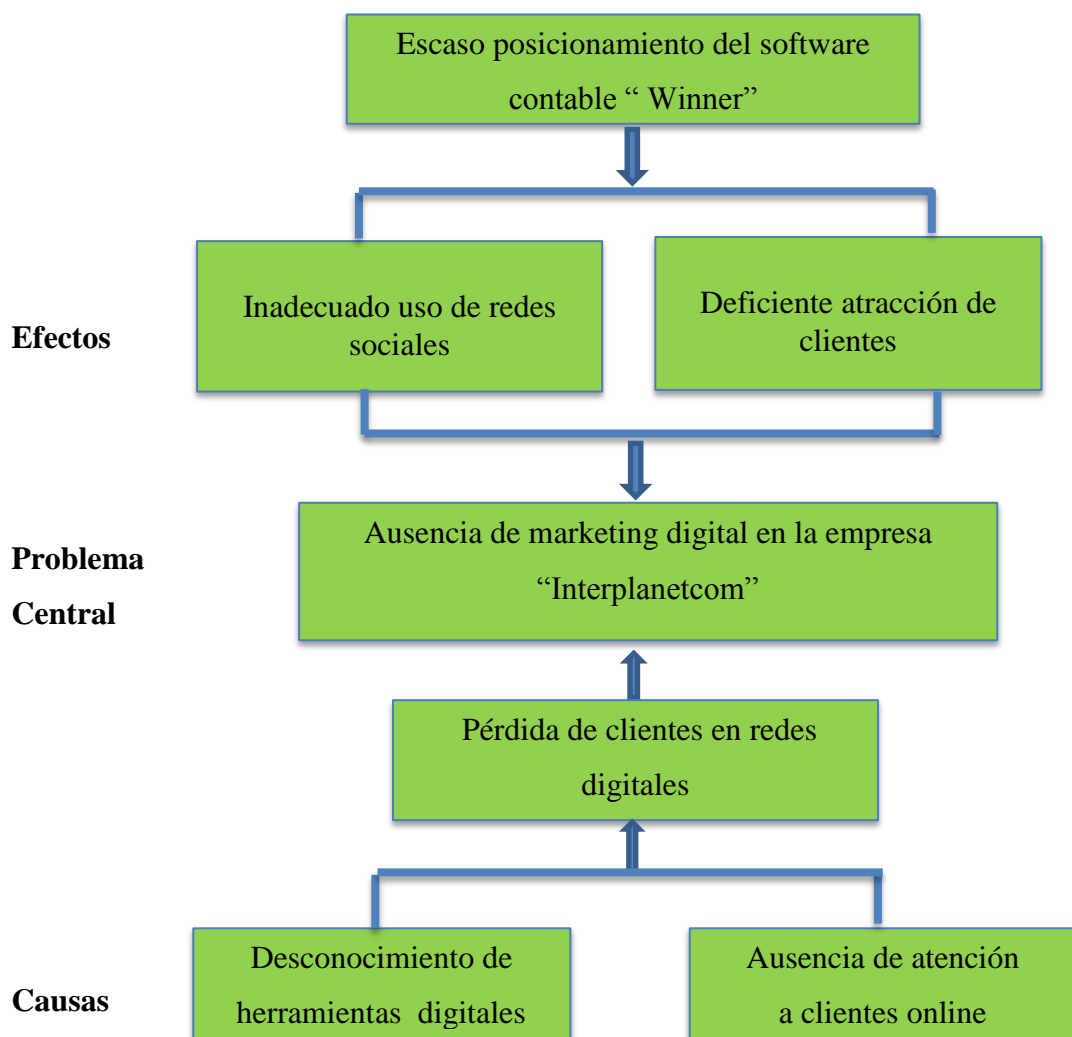 Escaso posicionamiento del software
contable “ Winner”
Efectos
Inadecuado uso de redes
sociales
Deficiente atracción de
clientes
Problema
Central
Ausencia de marketing digital en la empresa
“Interplanetcom”
Pérdida de clientes en redes
digitales
Causas
Desconocimiento de
herramientas digitales
Ausencia de atención
a clientes online